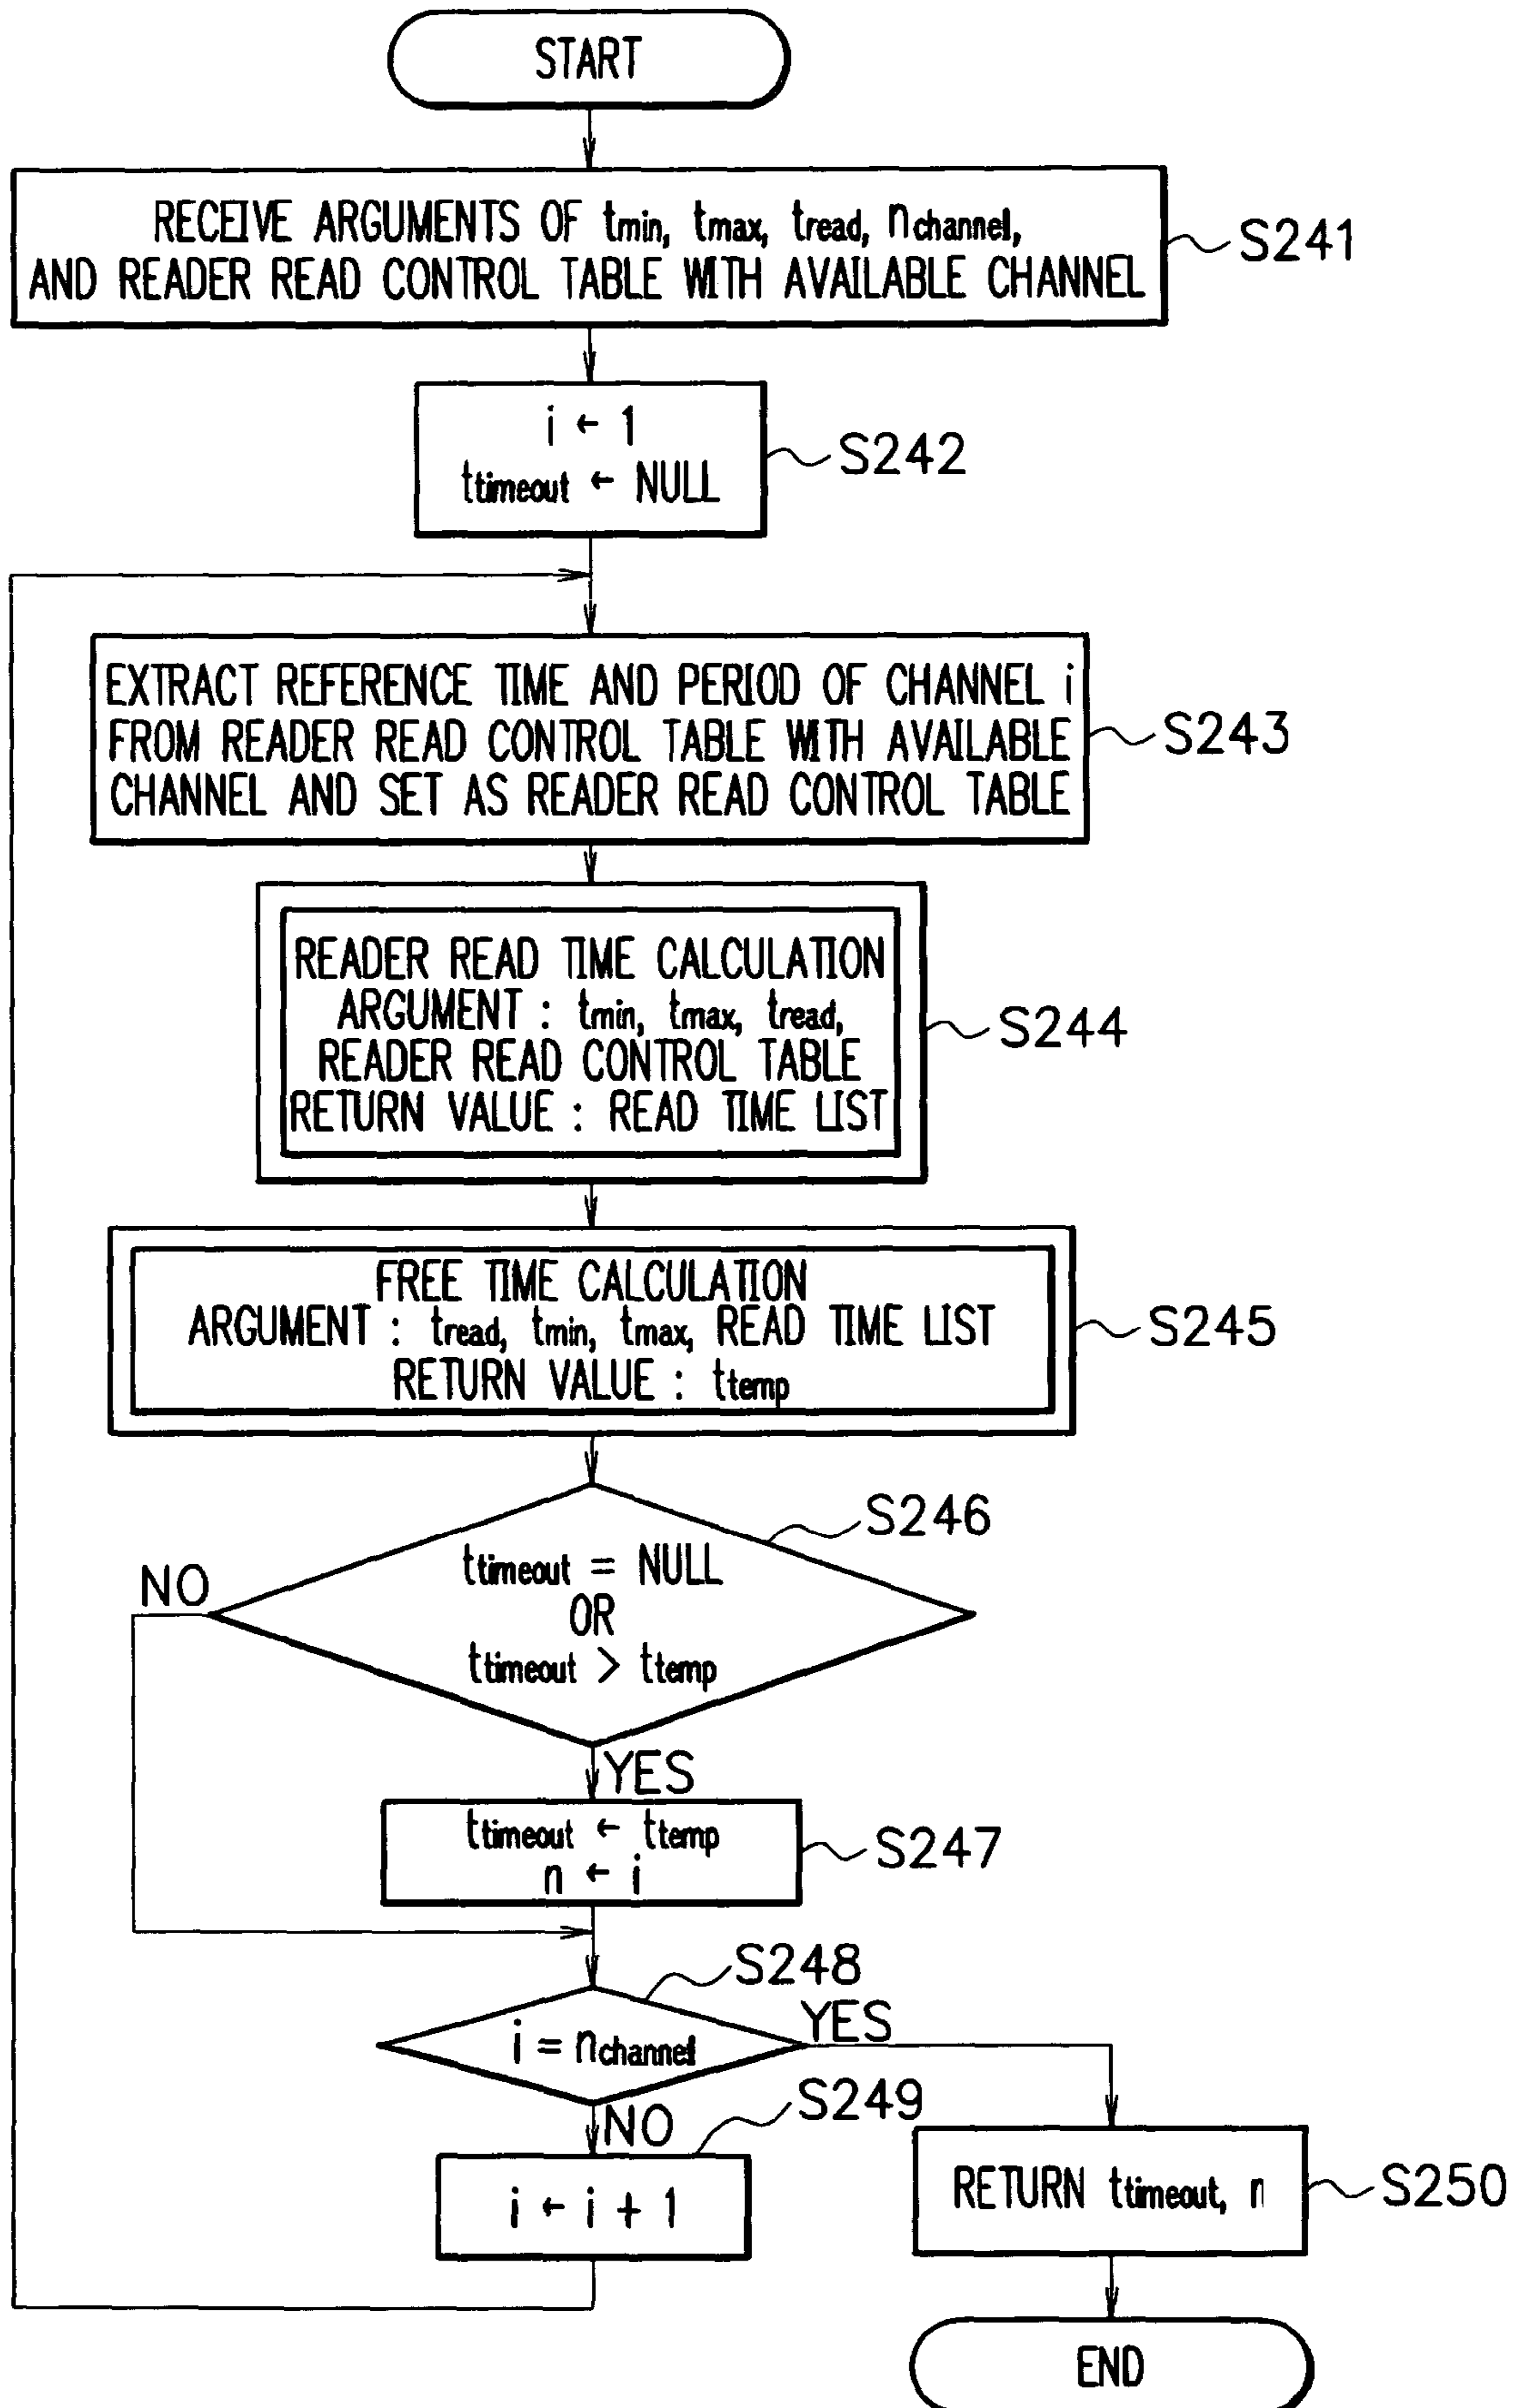 START
RECEIVE ARGUMENTS OF tmin, tmax, tread, nchannel,
AND READER READ CONTROL TABLE WITH AVAILABLE CHANNEL
S241
i ← 1
ttimeout ← NULL
S242
EXTRACT REFERENCE TIME AND PERIOD OF CHANNEL i
FROM READER READ CONTROL TABLE WITH AVAILABLE
CHANNEL AND SET AS READER READ CONTROL TABLE
S243
READER READ TIME CALCULATION
ARGUMENT : tmin, tmax, tread,
READER READ CONTROL TABLE
RETURN VALUE : READ TIME LIST
S244
FREE TIME CALCULATION
ARGUMENT : tread, tmin, tmax, READ TIME LIST
RETURN VALUE : ttemp
S245
S246
ttimeout = NULL
OR
ttimeout > ttemp
NO
YES
ttimeout ← ttemp
n ← i
S247
S248
i = nchannel
YES
NO
S249
i ← i + 1
RETURN ttimeout, n
S250
END